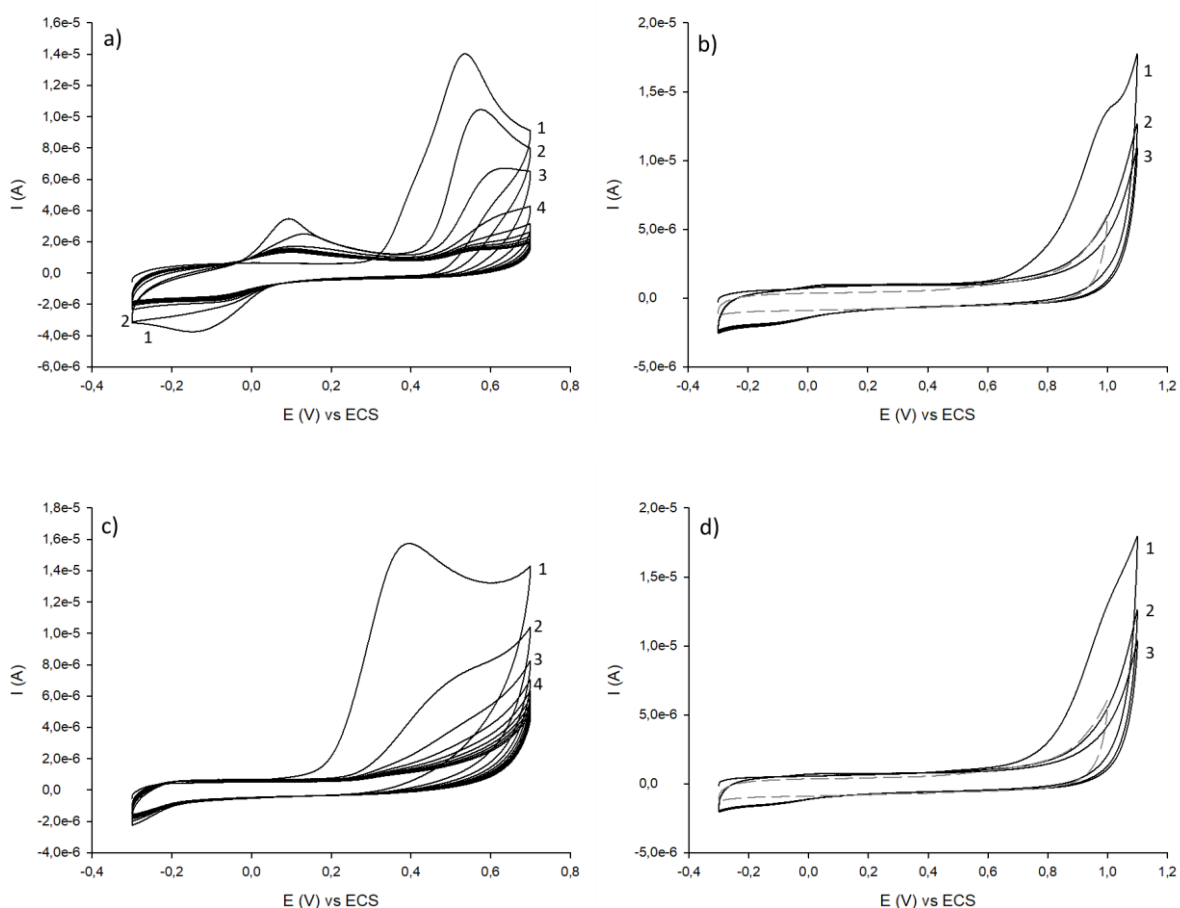 a)
1,6e-5
1,4e-5
1,2e-5
1,0e-5
8,0e-6
6,0e-6
4,0e-6
2,0e-6
0,0
-2,0e-6
-4,0e-6
-6,0e-6
I (A)
1
2
3
4
2
1
-0,4 -0,2 0,0 0,2 0,4 0,6 0,8
E (V) vs ECS
b)
2,0e-5
1,5e-5
1,0e-5
5,0e-6
0,0
-5,0e-6
I (A)
1
2
3
-0,4 -0,2 0,0 0,2 0,4 0,6 0,8 1,0 1,2
E (V) vs ECS
c)
1,8e-5
1,6e-5
1,4e-5
1,2e-5
1,0e-5
8,0e-6
6,0e-6
4,0e-6
2,0e-6
0,0
-2,0e-6
-4,0e-6
I (A)
1
2
3
4
-0,4 -0,2 0,0 0,2 0,4 0,6 0,8
E (V) vs ECS
d)
2,0e-5
1,5e-5
1,0e-5
5,0e-6
0,0
-5,0e-6
I (A)
1
2
3
-0,4 -0,2 0,0 0,2 0,4 0,6 0,8 1,0 1,2
E (V) vs ECS